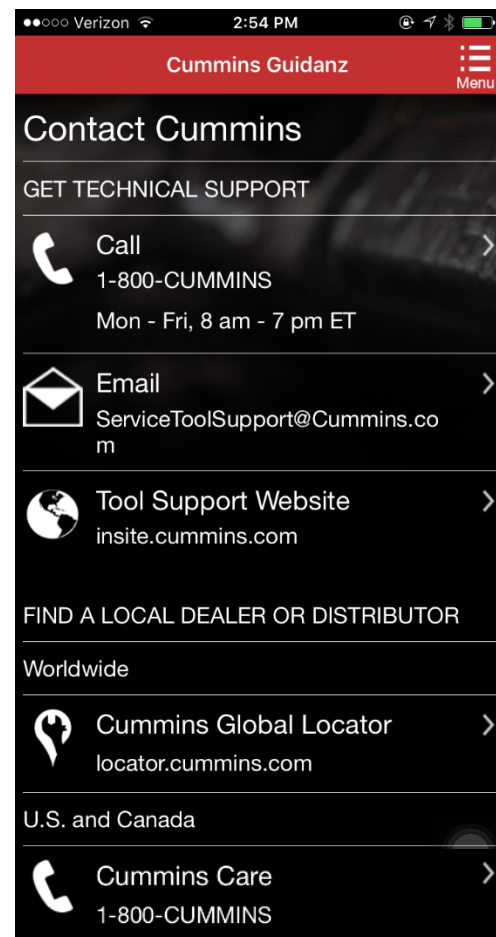 Verizon 2:54 PM
Cummins Guidanz
Menu
Contact Cummins
GET TECHNICAL SUPPORT
Call
1-800-CUMMINS
Mon - Fri, 8 am - 7 pm ET
Email
ServiceToolSupport@Cummins.co
m
Tool Support Website
insite.cummins.com
FIND A LOCAL DEALER OR DISTRIBUTOR
Worldwide
Cummins Global Locator
locator.cummins.com
U.S. and Canada
Cummins Care
1-800-CUMMINS